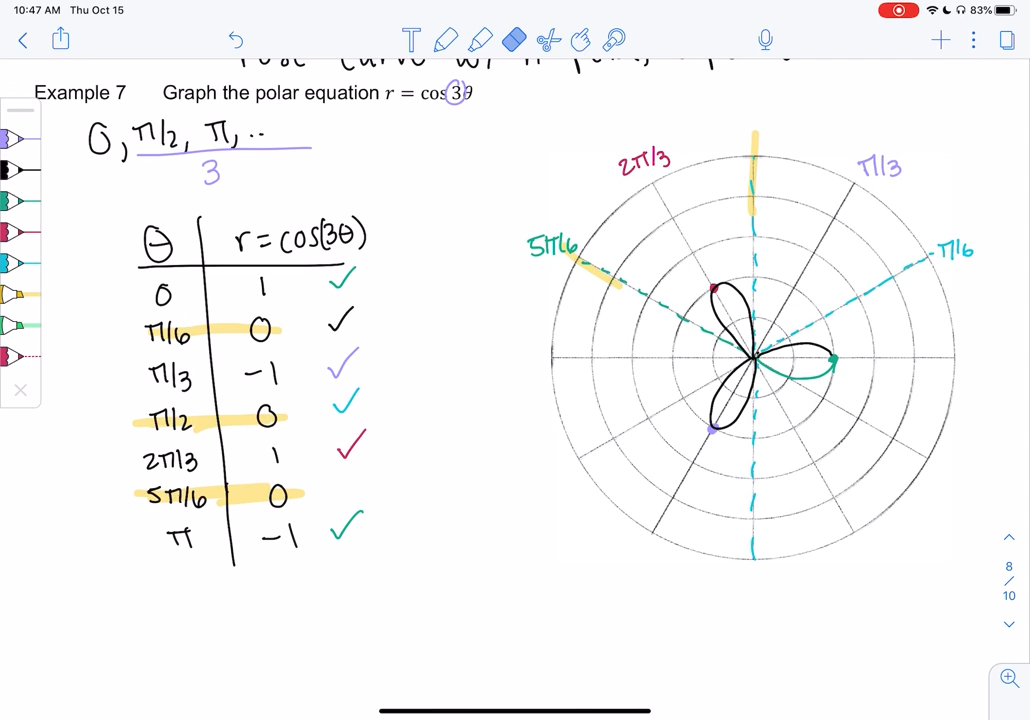 10:47 AM Thu Oct 15
83%
T
Example 7 Graph the polar equation r = cos3θ
0, π/2, π, ..
3
θ r = cos(3θ)
0 1 ✓
π/6 0 ✓
π/3 -1 ✓
π/2 0 ✓
2π/3 1 ✓
5π/6 0
π -1 ✓
2π/3
π/3
5π/6
π/6
8
/
10